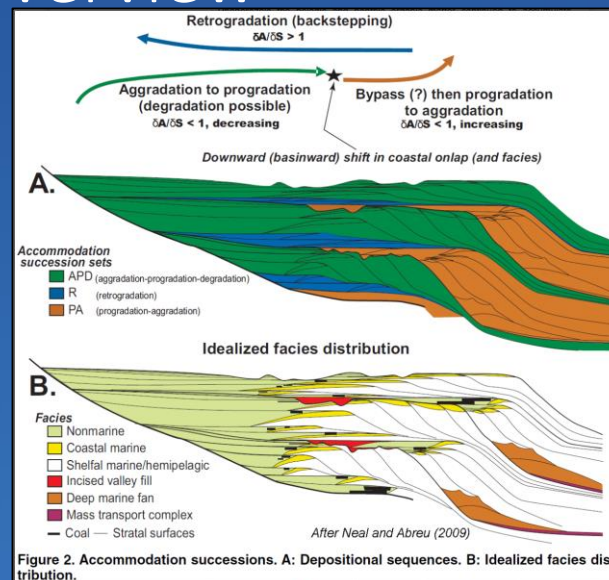 Retrogradation (backstepping)
δA/δS > 1
Aggradation to progradation
(degradation possible)
δA/δS < 1, decreasing
Bypass (?) then progradation
to aggradation
δA/δS < 1, increasing
Downward (basinward) shift in coastal onlap (and facies)
A.
Accommodation
succession sets
APD (aggradation-progradation-degradation)
R (retrogradation)
PA (progradation-aggradation)
Idealized facies distribution
B.
Facies
Nonmarine
Coastal marine
Shelfal marine/hemipelagic
Incised valley fill
Deep marine fan
Mass transport complex
Coal — Stratal surfaces
After Neal and Abreu (2009)
Figure 2. Accommodation successions. A: Depositional sequences. B: Idealized facies dis
tribution.